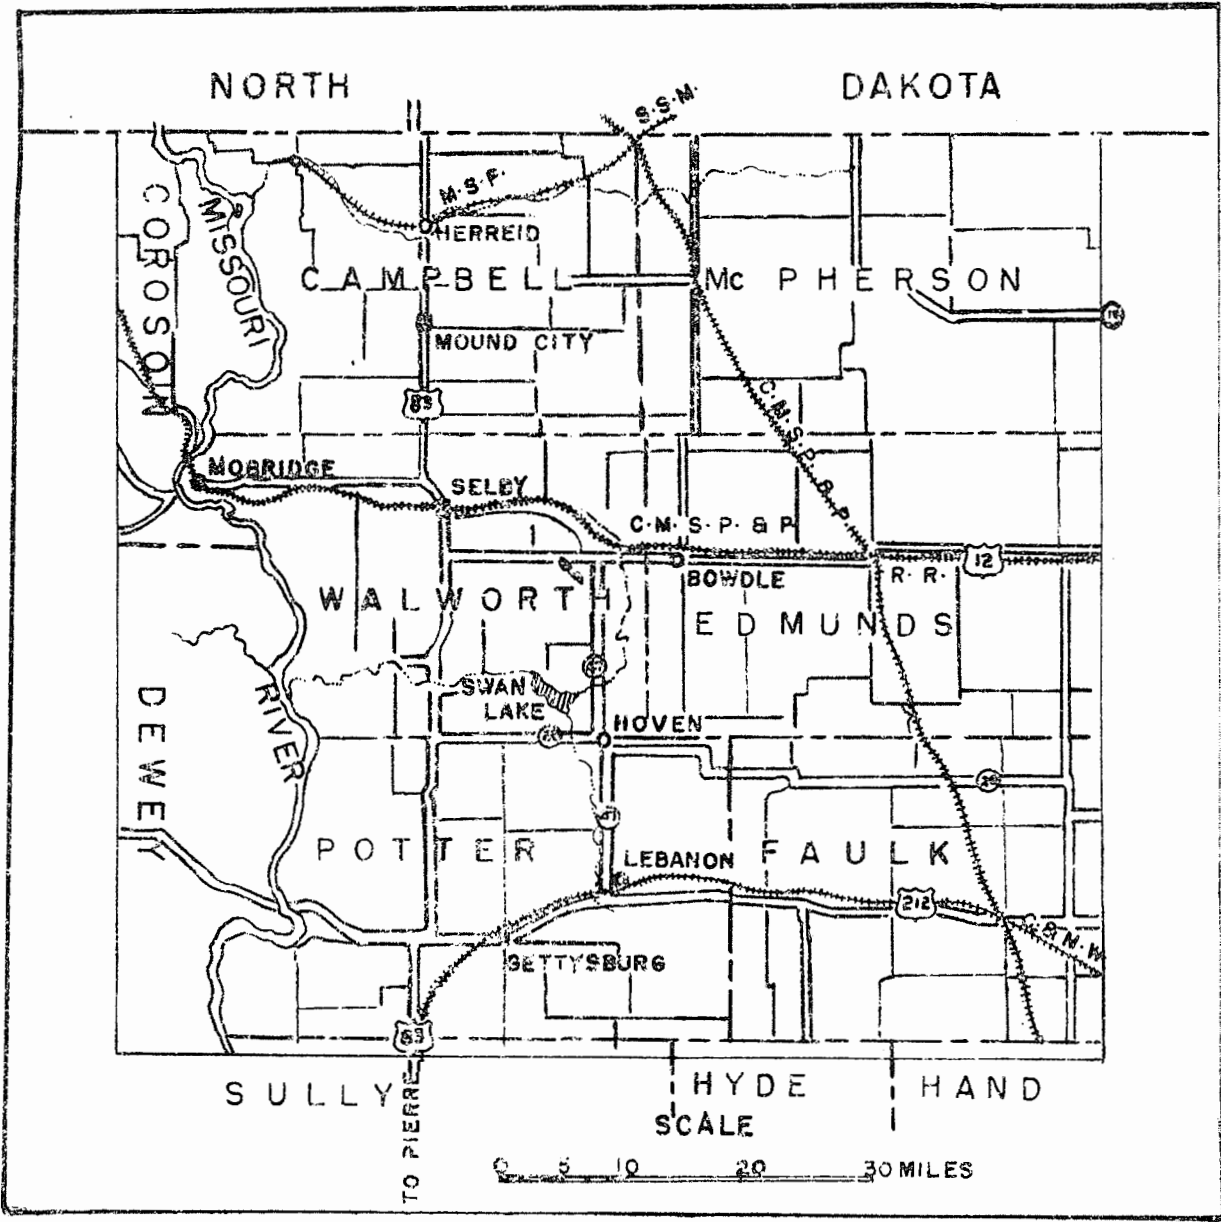 NORTH DAKOTA
S.S.M.
M.S.F.
COROSOIN
MISSOURI
HERREID
CAMPBELL
Mc PHERSON
MOUND CITY
83
C.M.S.P. & P.
MOBRIDGE
SELBY
C.M.S.P. & P
12
R.R.
BOWDLE
WALWORTH
EDMUNDS
SWAN
LAKE
HOVEN
DEWEY
RIVER
20
POTTER
LEBANON
FAULK
212
C. & M. W
GETTYSBURG
83
SULLY
HYDE
HAND
TO PIERRE
SCALE
0 5 10 20 30 MILES